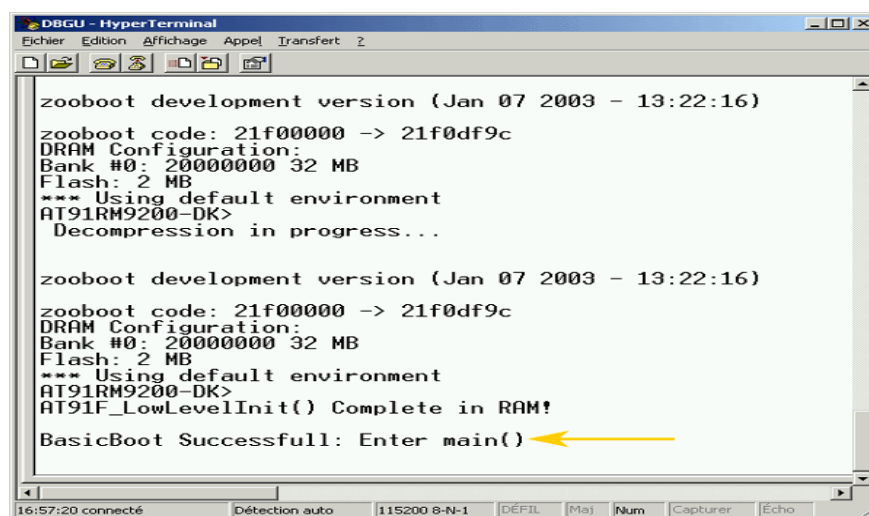 DBGU - HyperTerminal
Fichier Edition Affichage Appel Transfert ?
zooboot development version (Jan 07 2003 - 13:22:16)
zooboot code: 21f00000 -> 21f0df9c
DRAM Configuration:
Bank #0: 20000000 32 MB
Flash: 2 MB
*** Using default environment
AT91RM9200-DK>
Decompression in progress...
zooboot development version (Jan 07 2003 - 13:22:16)
zooboot code: 21f00000 -> 21f0df9c
DRAM Configuration:
Bank #0: 20000000 32 MB
Flash: 2 MB
*** Using default environment
AT91RM9200-DK>
AT91F_LowLevelInit() Complete in RAM!
BasicBoot Successfull: Enter main()
16:57:20 connecté Détection auto 115200 8-N-1 DÉFIL Maj Num Capturer Écho